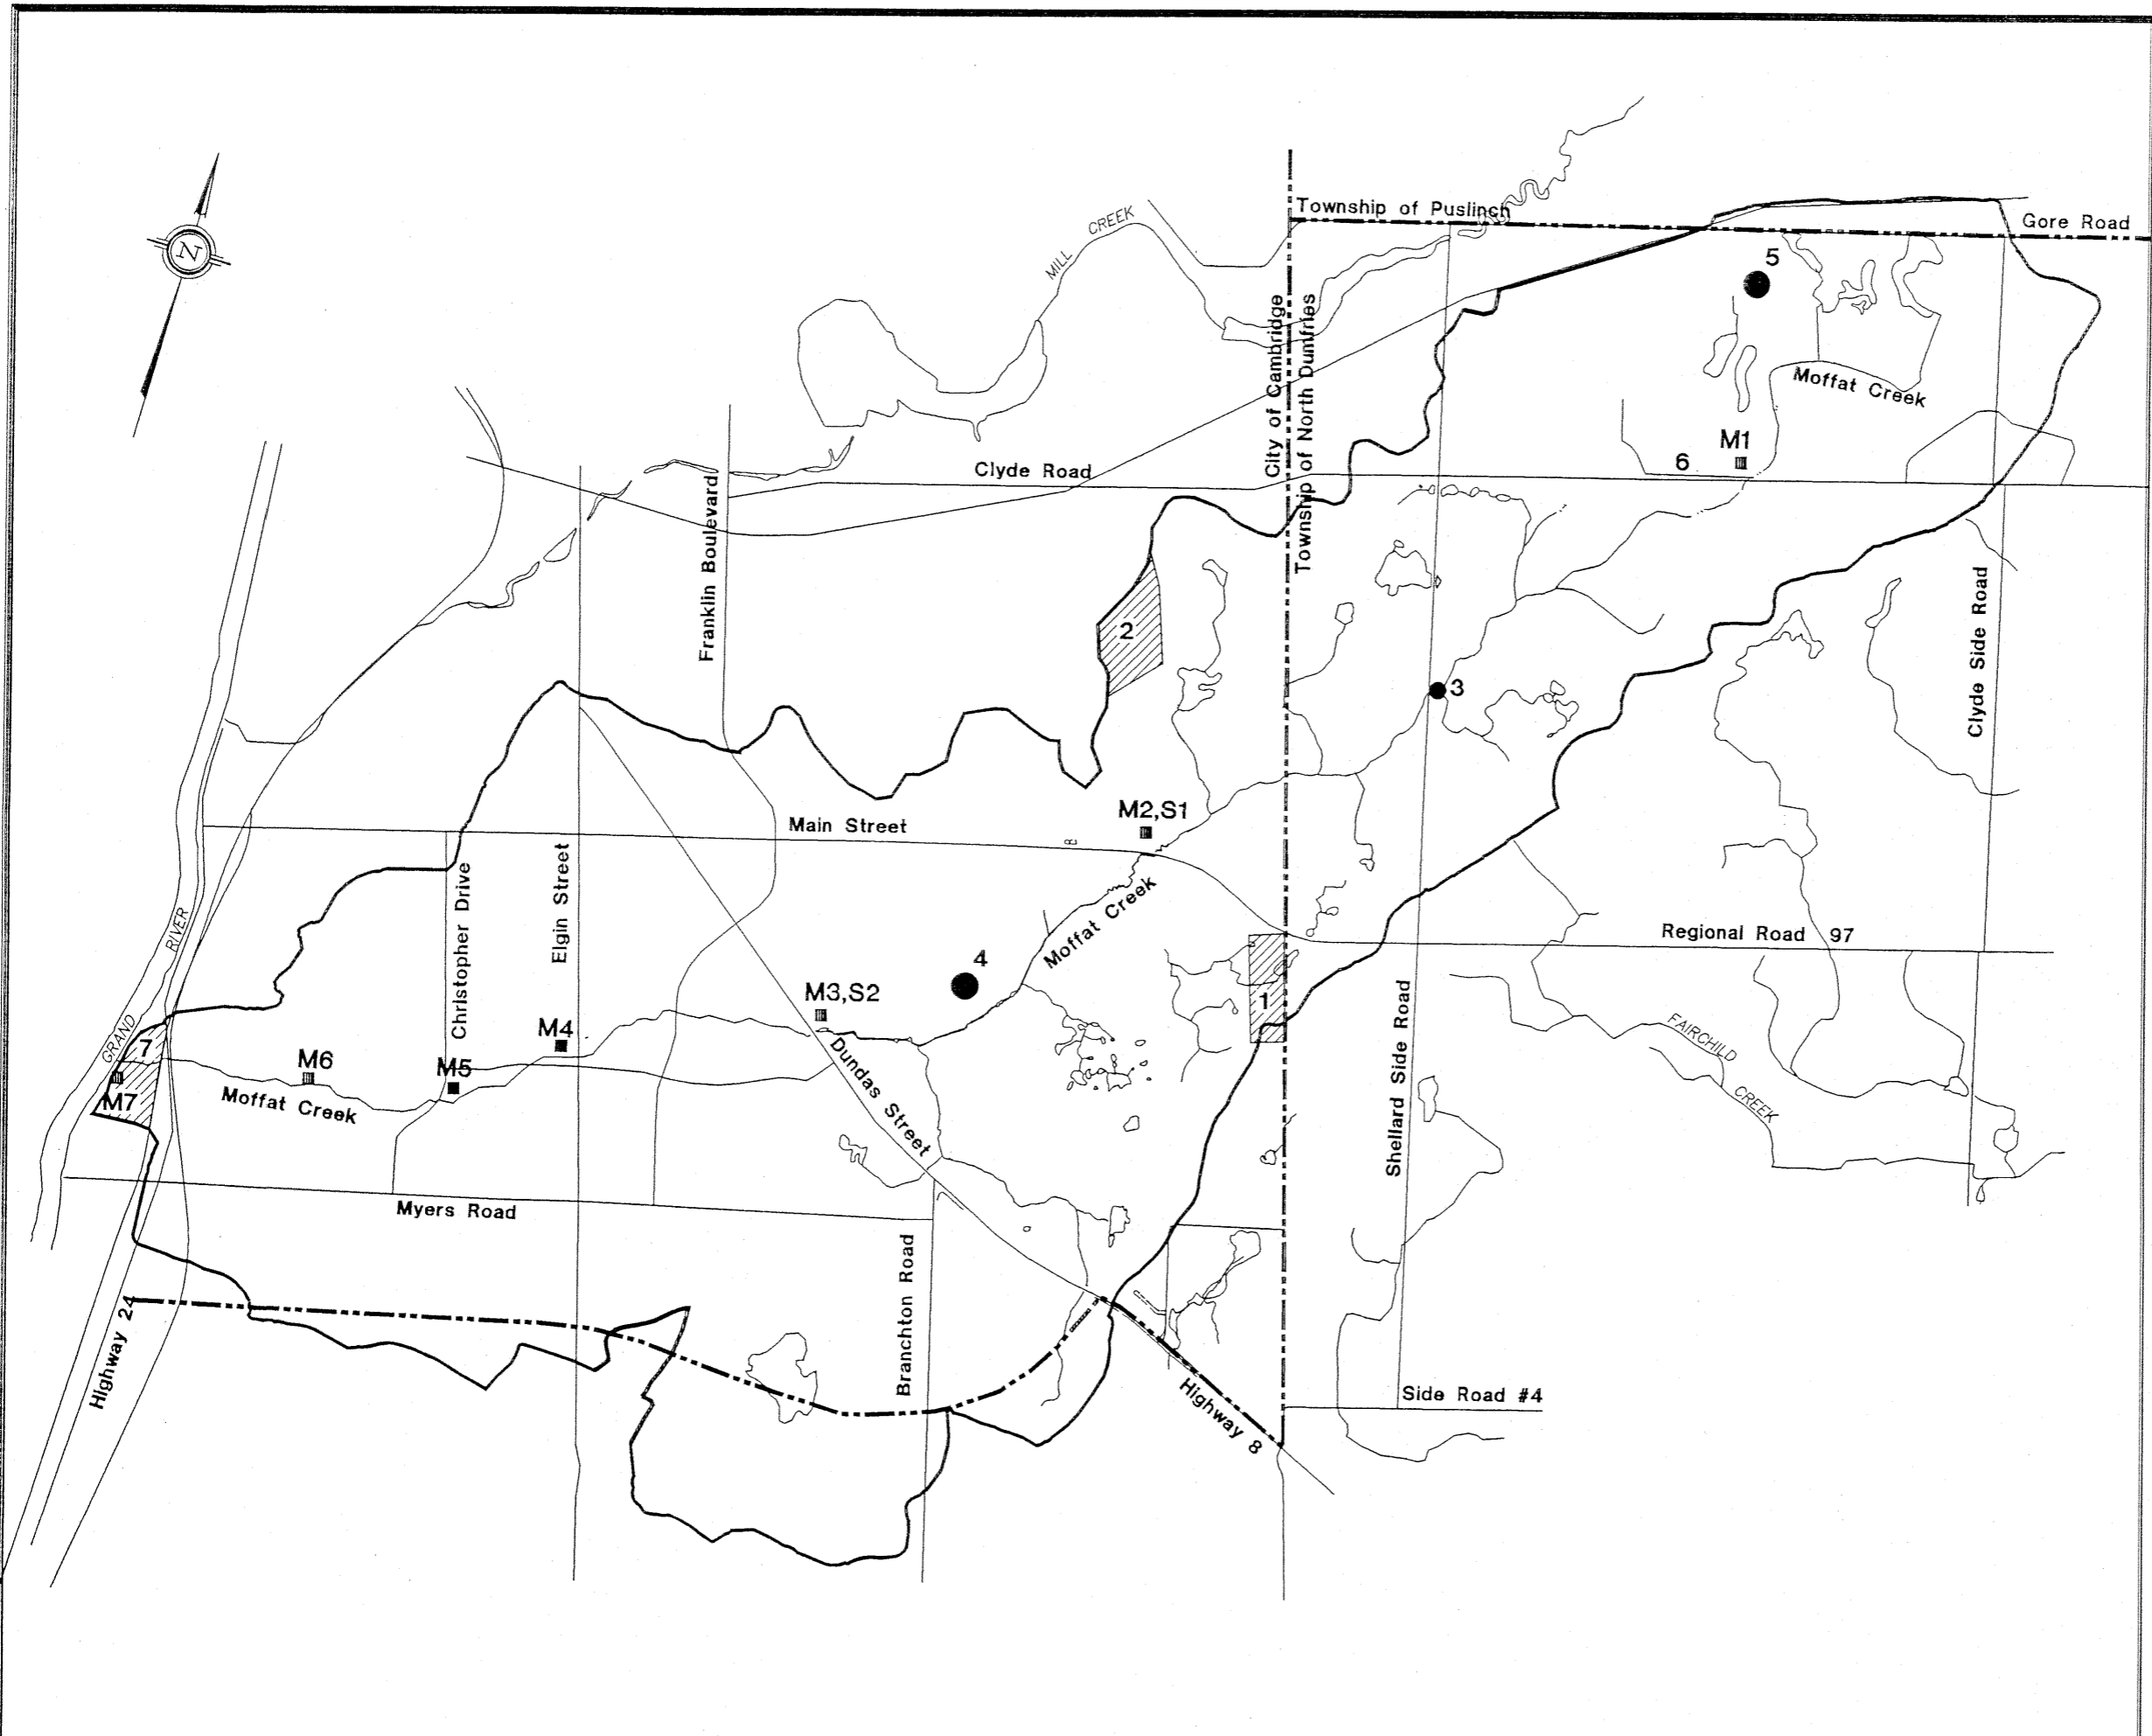 N
MILL
CREEK
Township of Puslinch
Gore Road
5
City of Cambridge
Township of North Dumfries
Moffat Creek
M1
6
Clyde Road
Franklin Boulevard
2
3
Clyde Side Road
M2,S1
Main Street
Christopher Drive
Elgin Street
Moffat Creek
Regional Road 97
GRAND
RIVER
4
M3,S2
1
M4
7
M6
M5
M7
Moffat Creek
Dundas Street
Shellard Side Road
FAIRCHILD
CREEK
Myers Road
Branchton Road
Highway 24
Highway 8
Side Road #4